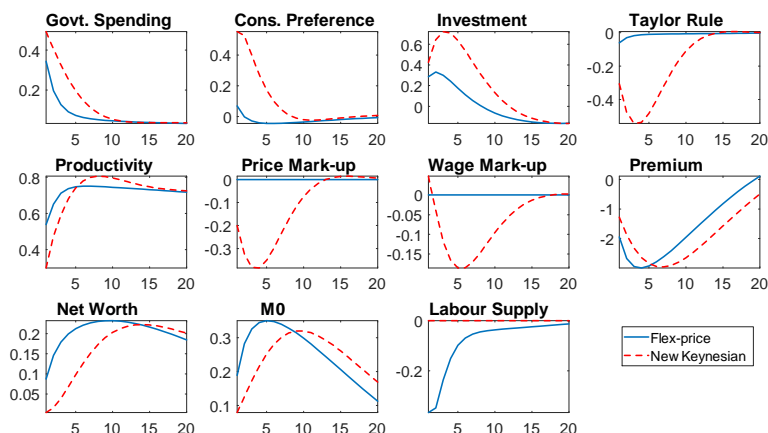 Govt. Spending
Cons. Preference
Investment
Taylor Rule
0.4
0.2
5 10 15 20
0.4
0.2
0
5 10 15 20
0.6
0.4
0.2
0
5 10 15 20
0
-0.2
-0.4
5 10 15 20
Productivity
Price Mark-up
Wage Mark-up
Premium
0.8
0.6
0.4
5 10 15 20
0
-0.1
-0.2
-0.3
5 10 15 20
0
-0.05
-0.1
-0.15
5 10 15 20
0
-1
-2
5 10 15 20
Net Worth
M0
Labour Supply
0.2
0.15
0.1
0.05
5 10 15 20
0.3
0.2
0.1
5 10 15 20
0
-0.2
5 10 15 20
Flex-price
New Keynesian